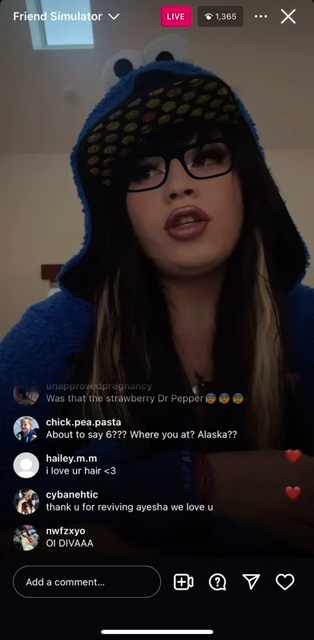 Friend Simulator
LIVE
1,365
unapprovedpregnancy
Was that the strawberry Dr Pepper😰😰😰
chick.pea.pasta
About to say 6??? Where you at? Alaska??
hailey.m.m
i love ur hair <3
cybanehtic
thank u for reviving ayesha we love u
nwfzxyo
OI DIVAAA
Add a comment...